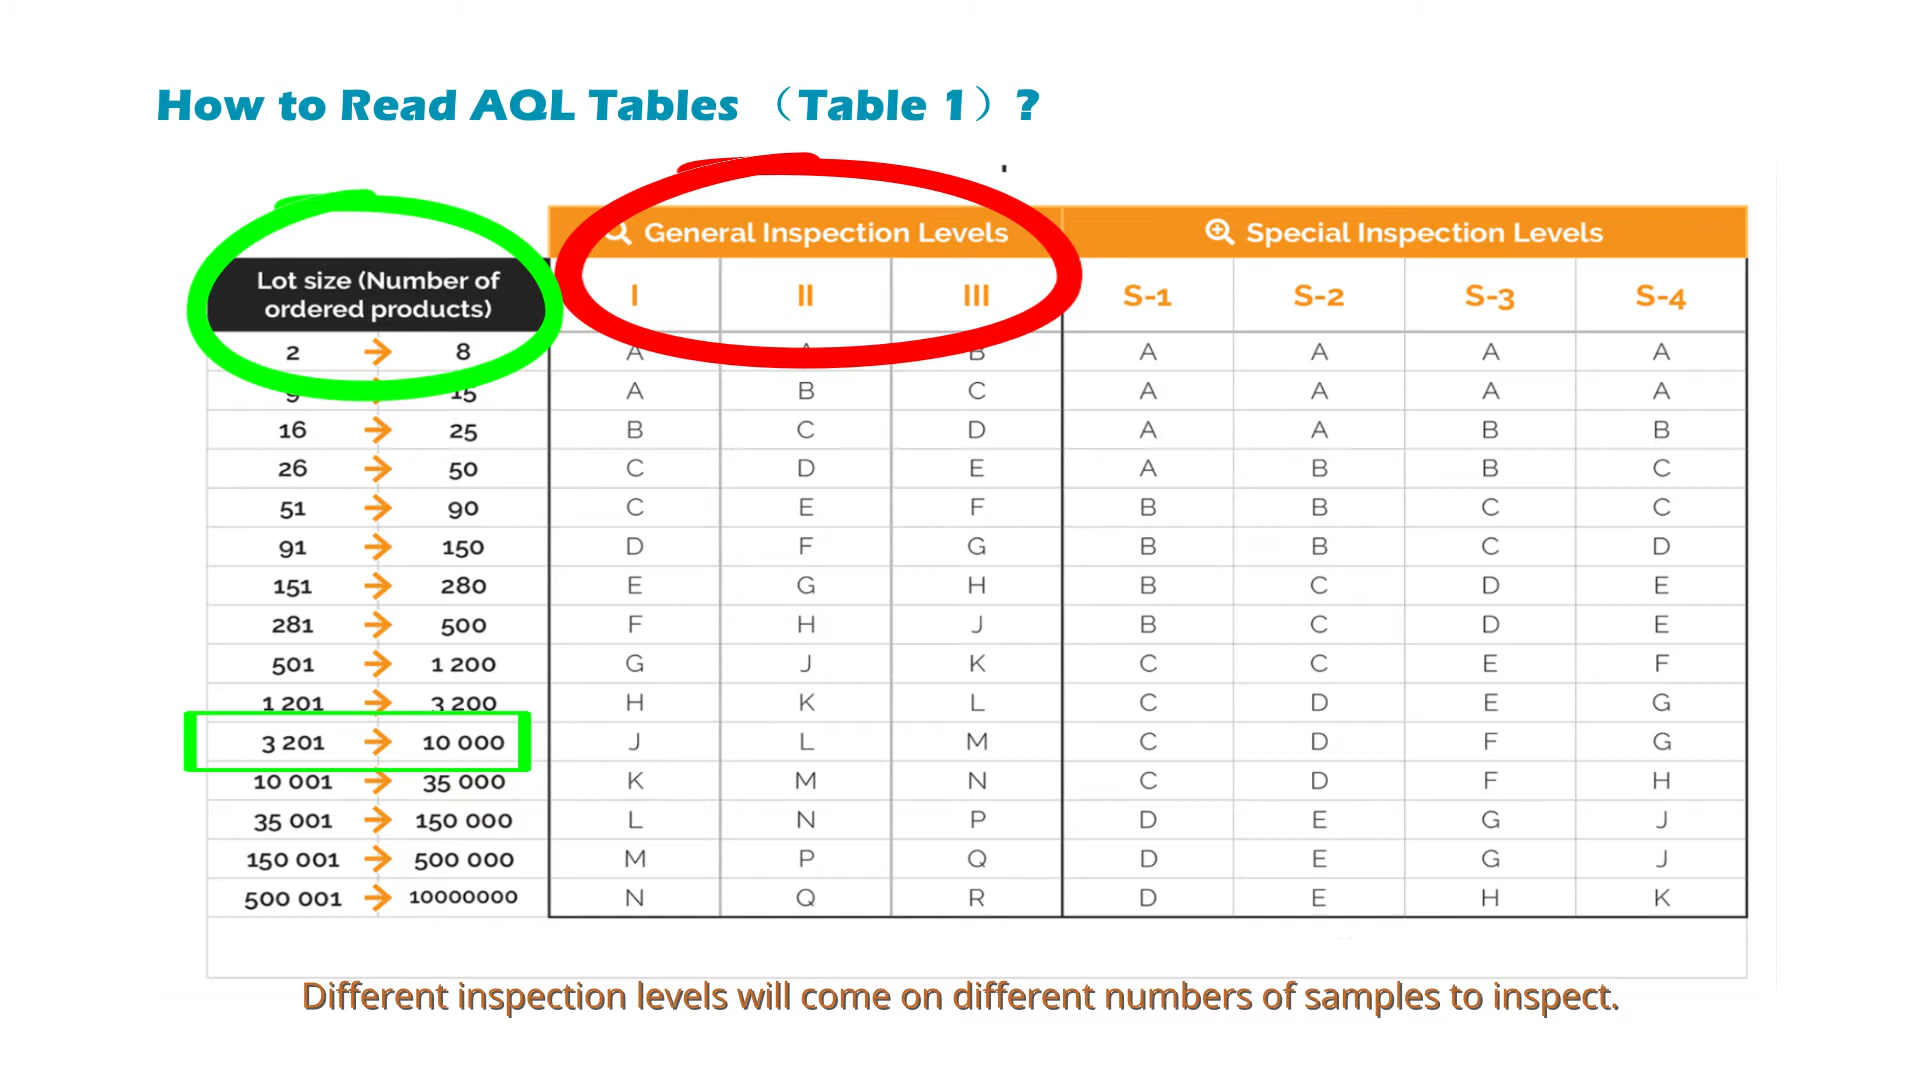 How to Read AQL Tables （Table 1）?
General Inspection Levels Special Inspection Levels
Lot size (Number of
ordered products)
I II III S-1 S-2 S-3 S-4
2 8 A A B A A A A
9 15 A B C A A A A
16 25 B C D A A B B
26 50 C D E A B B C
51 90 C E F B B C C
91 150 D F G B B C D
151 280 E G H B C D E
281 500 F H J B C D E
501 1 200 G J K C C E F
1 201 3 200 H K L C D E G
3 201 10 000 J L M C D F G
10 001 35 000 K M N C D F H
35 001 150 000 L N P D E G J
150 001 500 000 M P Q D E G J
500 001 10000000 N Q R D E H K
Different inspection levels will come on different numbers of samples to inspect.